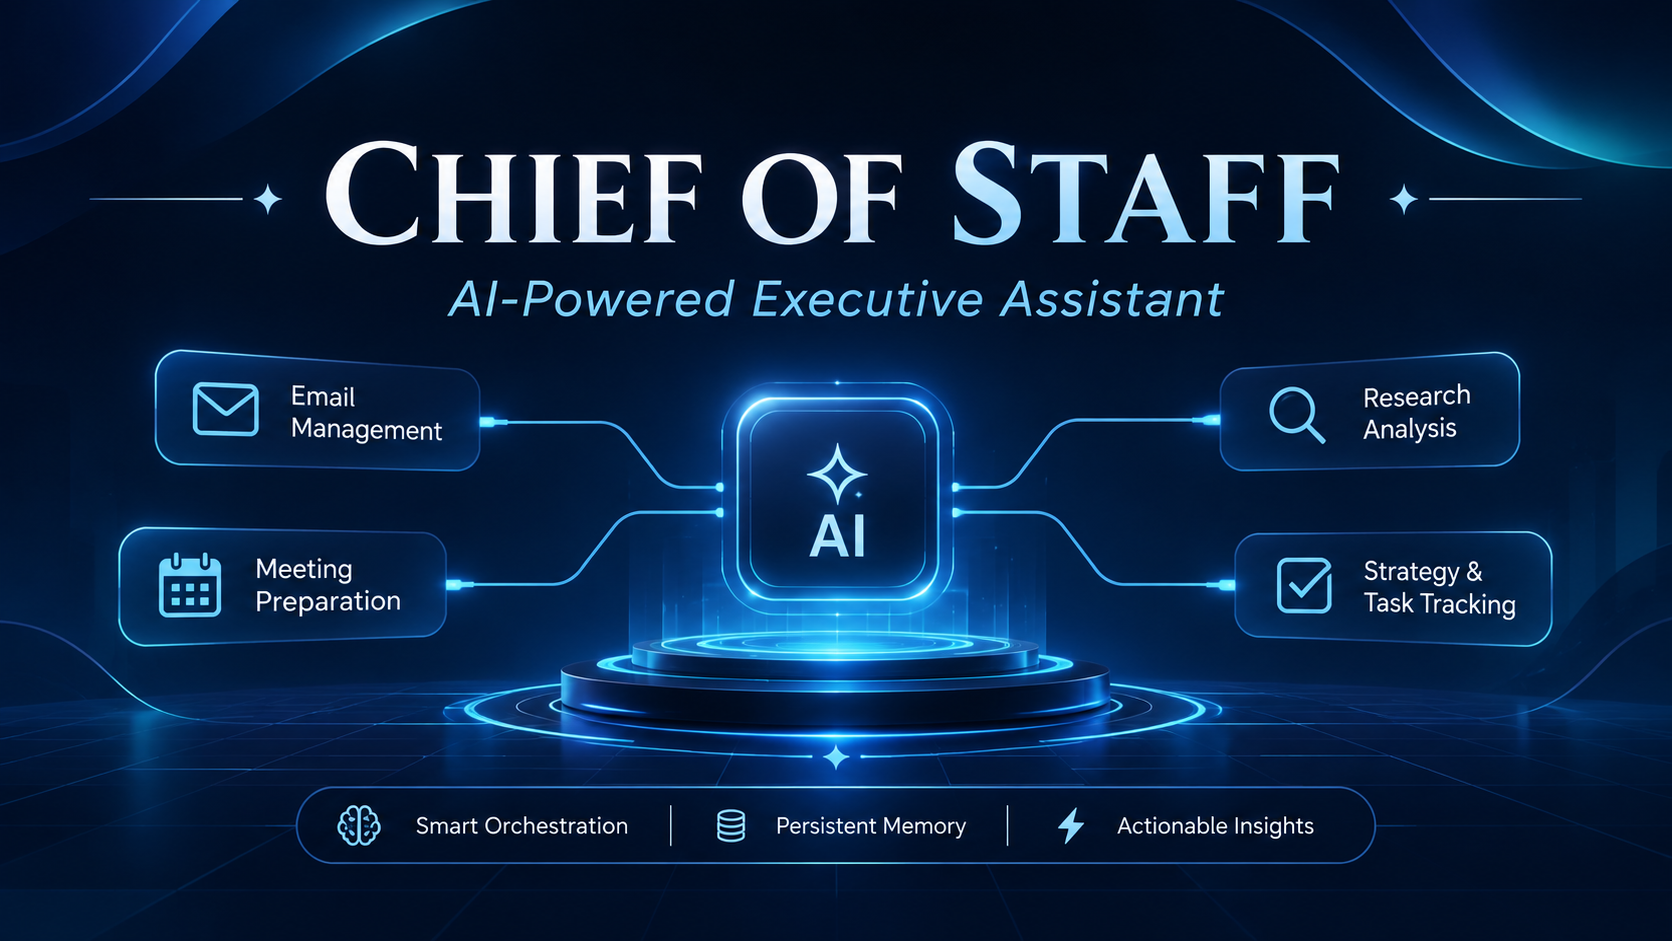 CHIEF OF STAFF
AI-Powered Executive Assistant
Email
Management
Research
Analysis
AI
Meeting
Preparation
Strategy &
Task Tracking
Smart Orchestration
Persistent Memory
Actionable Insights